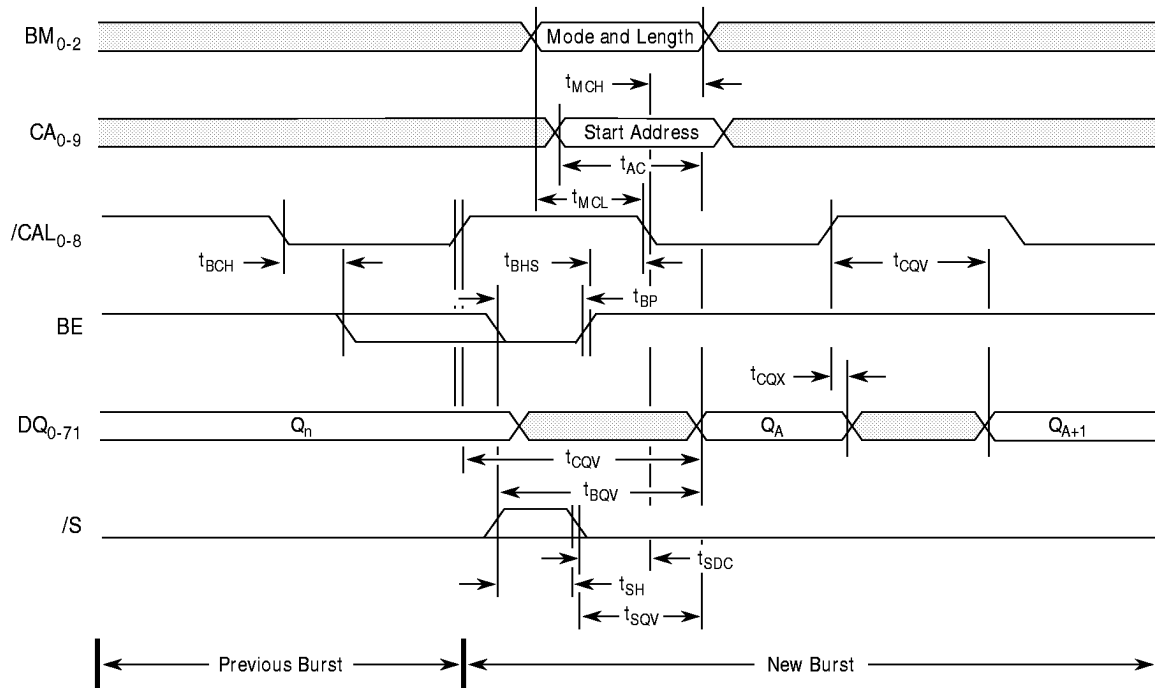 BM0-2
Mode and Length
tMCH
CA0-9
Start Address
tAC
tMCL
/CAL0-8
tBCH
tBHS
tCQV
tBP
BE
tCQX
DQ0-71
Qn
QA
QA+1
tCQV
tBQV
/S
tSDC
tSH
tSQV
Previous Burst
New Burst